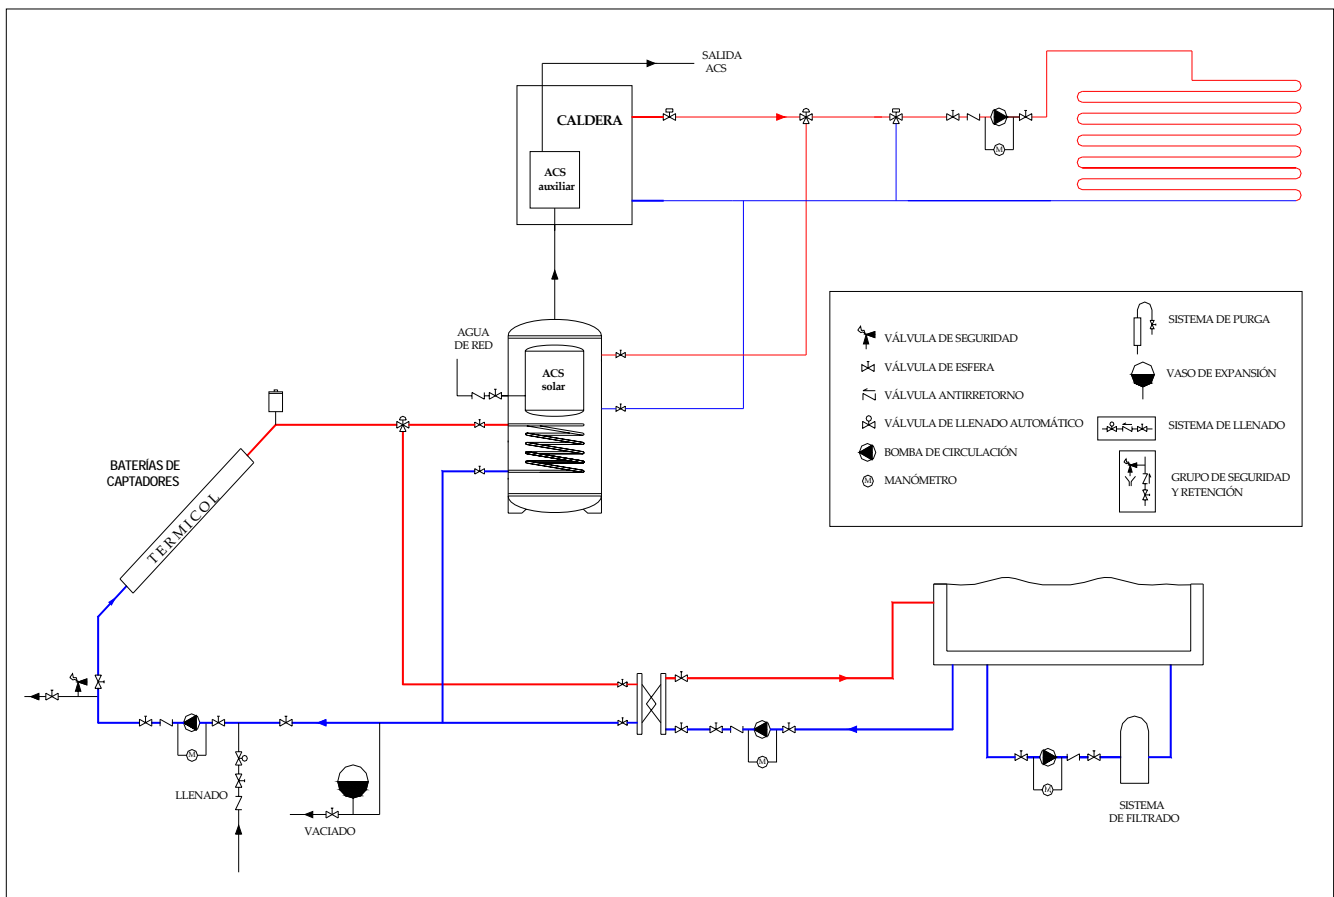 SALIDA
ACS
CALDERA
M
ACS
auxiliar
AGUA
DE RED
ACS
solar
VÁLVULA DE SEGURIDAD
VÁLVULA DE ESFERA
VÁLVULA ANTIRRETORNO
VÁLVULA DE LLENADO AUTOMÁTICO
BOMBA DE CIRCULACIÓN
M MANÓMETRO
SISTEMA DE PURGA
VASO DE EXPANSIÓN
SISTEMA DE LLENADO
GRUPO DE SEGURIDAD
Y RETENCIÓN
BATERÍAS DE
CAPTADORES
TERMICOL
M
M
M
LLENADO
VACIADO
SISTEMA
DE FILTRADO